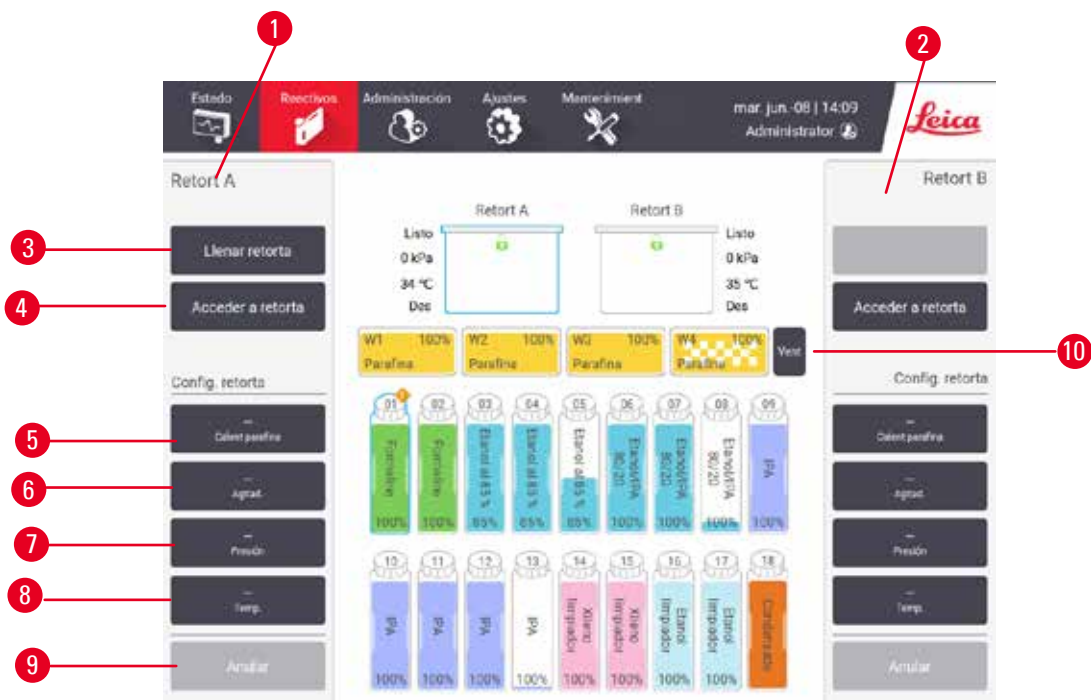 1
2
Estado
Reactivos
Administración
Ajustes
Mantenimient
mar. jun.-08 | 14:09
Administrator
Leica
Retort A
Retort B
3
Llenar retorta
4
Acceder a retorta
Config. retorta
5
--
Calient parafina
6
--
Agitad.
7
--
Presión
8
--
Temp.
9
Anular
Retort A
Retort B
Listo
0 kPa
34 °C
Des
Listo
0 kPa
35 °C
Des
W1 100%
Parafina
W2 100%
Parafina
W3 100%
Parafina
W4 100%
Parafina
Vent
10
01
Formalina
100%
02
Formalina
100%
03
Etanol al 85 %
85%
04
Etanol al 85 %
85%
05
Etanol al 85 %
85%
06
Etanol/IPA
80/20
100%
07
Etanol/IPA
80/20
100%
08
Etanol/IPA
80/20
100%
09
IPA
100%
10
IPA
100%
11
IPA
100%
12
IPA
100%
13
IPA
100%
14
Xileno
limpiador
100%
15
Xileno
limpiador
100%
16
Etanol
limpiador
100%
17
Etanol
limpiador
100%
18
Condensado
Acceder a retorta
Config. retorta
--
Calient parafina
--
Agitad.
--
Presión
--
Temp.
Anular